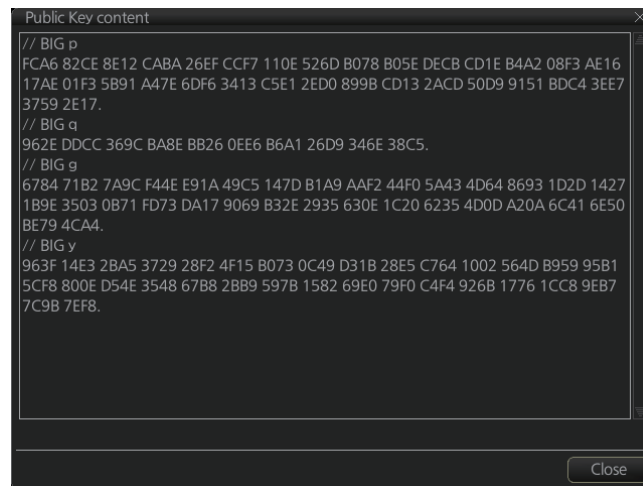 Public Key content
// BIG p
FCA6 82CE 8E12 CABA 26EF CCF7 110E 526D B078 B05E DECB CD1E B4A2 08F3 AE16
17AE 01F3 5B91 A47E 6DF6 3413 C5E1 2ED0 899B CD13 2ACD 50D9 9151 BDC4 3EE7
3759 2E17.
// BIG q
962E DDCC 369C BA8E BB26 0EE6 B6A1 26D9 346E 38C5.
// BIG g
6784 71B2 7A9C F44E E91A 49C5 147D B1A9 AAF2 44F0 5A43 4D64 8693 1D2D 1427
1B9E 3503 0B71 FD73 DA17 9069 B32E 2935 630E 1C20 6235 4D0D A20A 6C41 6E50
BE79 4CA4.
// BIG y
963F 14E3 2BA5 3729 28F2 4F15 B073 0C49 D31B 28E5 C764 1002 564D B959 95B1
5CF8 800E D54E 3548 67B8 2BB9 597B 1582 69E0 79F0 C4F4 926B 1776 1CC8 9EB7
7C9B 7EF8.
Close